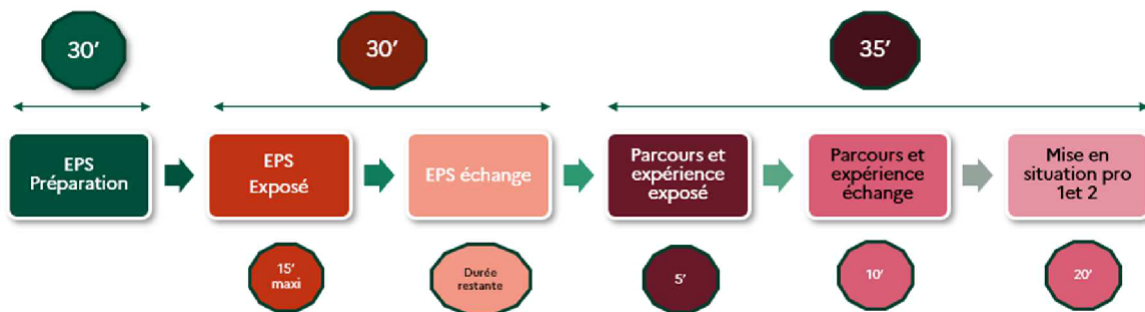 30’
30’
35’
EPS
Préparation
EPS
Exposé
EPS échange
Parcours et
expérience
exposé
Parcours et
expérience
échange
Mise en
situation pro
1et 2
15’
maxi
Durée
restante
5’
10’
20’